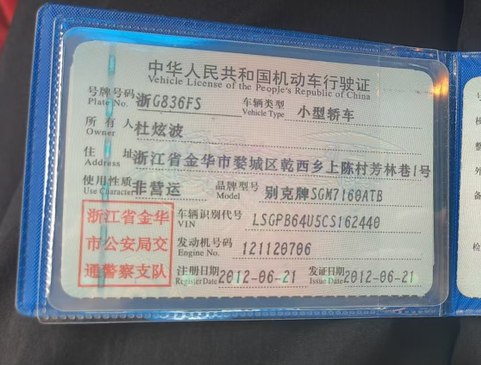 中华人民共和国机动车行驶证
Vehicle License of the People's Republic of China
号牌号码 浙G836FS 车辆类型 小型轿车
Plate No. Vehicle Type
所有人 杜炫波
Owner
住址 浙江省金华市婺城区乾西乡上陈村芳林巷1号
Address
使用性质 非营运 品牌型号 别克牌SGM7160ATB
Use Character Model
浙江省金华
市公安局交
通警察支队
车辆识别代号 LSGPB64U5CS162440
VIN
发动机号码 121120706
Engine No.
注册日期 2012-06-21 发证日期 2012-06-21
Register Date Issue Date